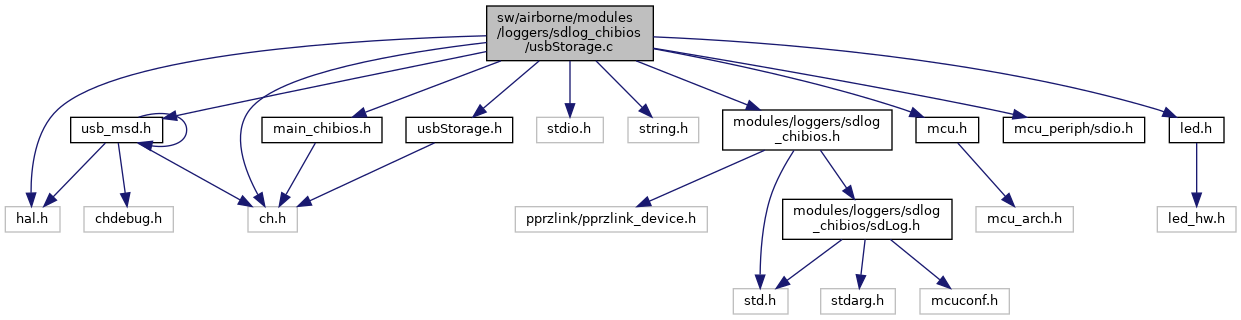 sw/airborne/modules
/loggers/sdlog_chibios
/usbStorage.c
usb_msd.h
main_chibios.h
usbStorage.h
stdio.h
string.h
modules/loggers/sdlog
_chibios.h
mcu.h
mcu_periph/sdio.h
led.h
hal.h
chdebug.h
ch.h
pprzlink/pprzlink_device.h
modules/loggers/sdlog
_chibios/sdLog.h
mcu_arch.h
led_hw.h
std.h
stdarg.h
mcuconf.h